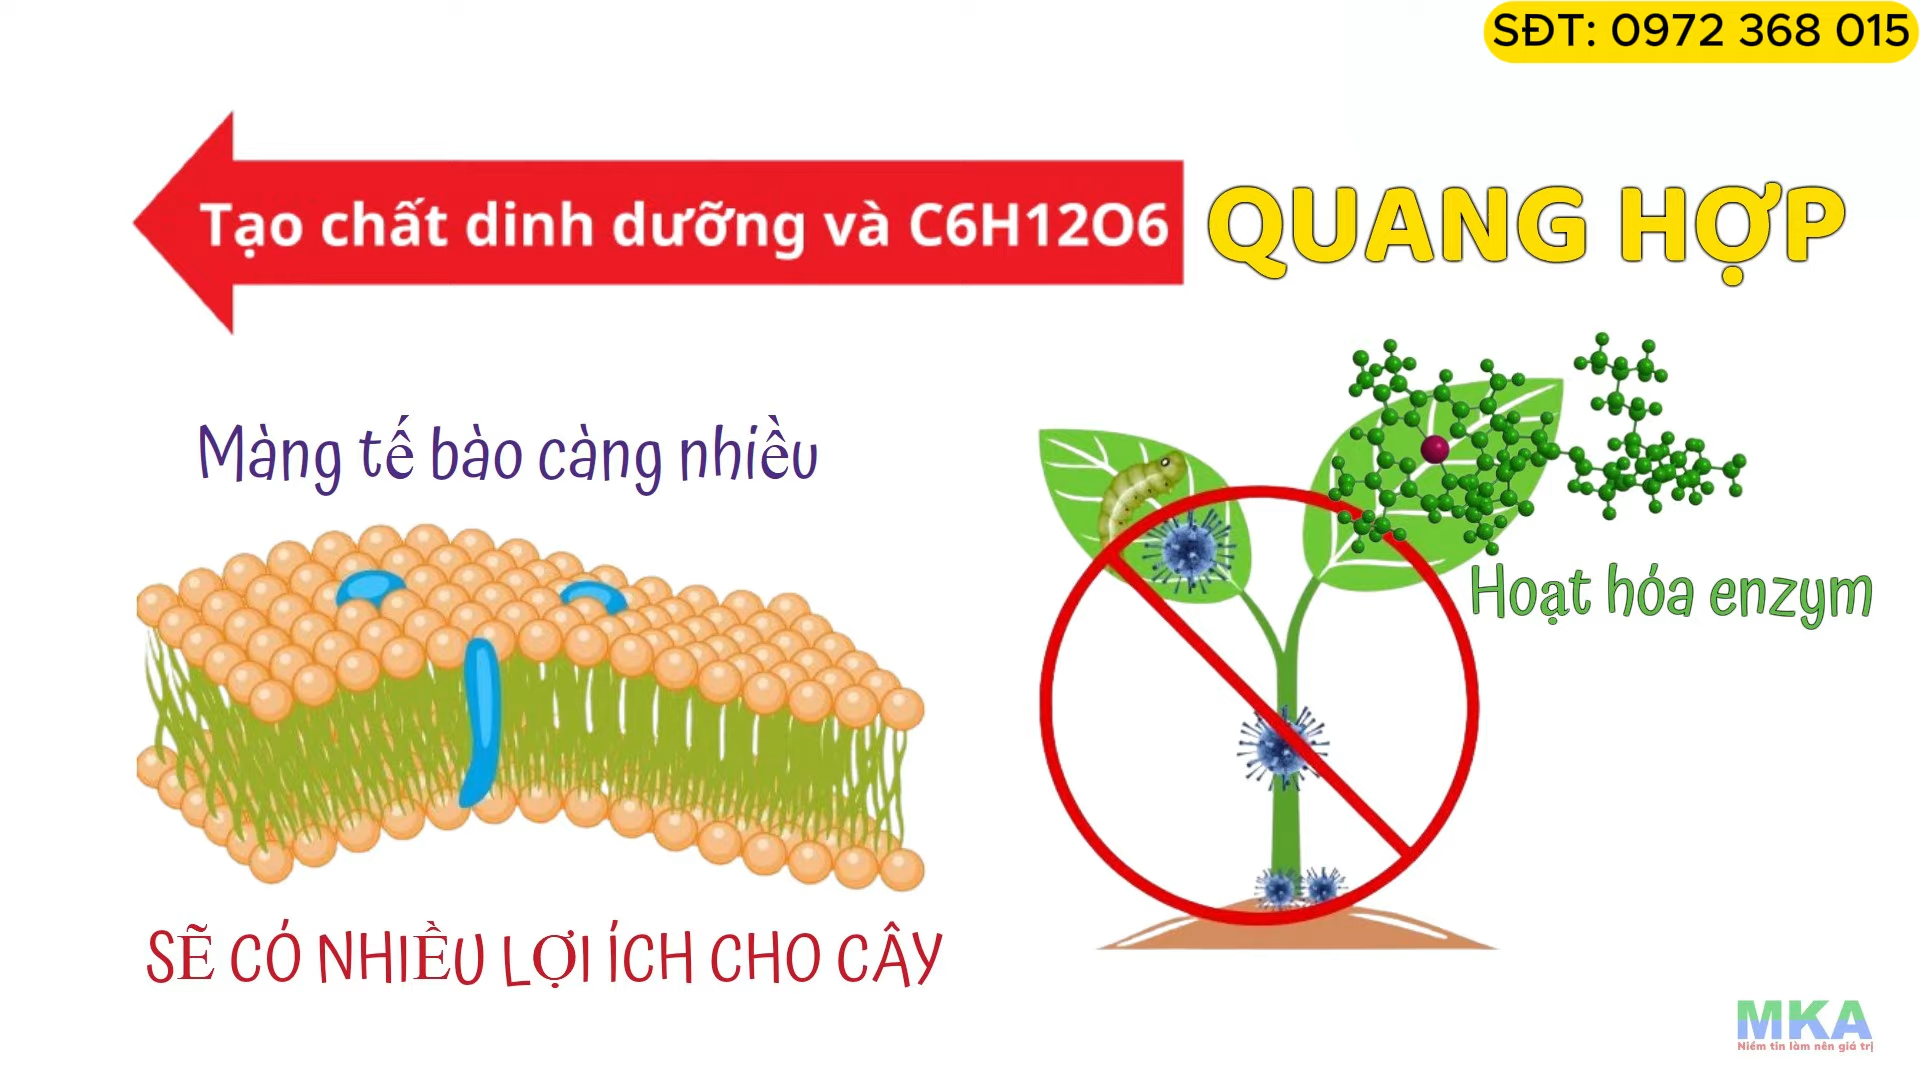 SĐT: 0972 368 015
Tạo chất dinh dưỡng và C6H12O6
QUANG HỢP
Màng tế bào càng nhiều
Hoạt hóa enzym
SẼ CÓ NHIỀU LỢI ÍCH CHO CÂY
MKA
Niềm tin làm nên giá trị